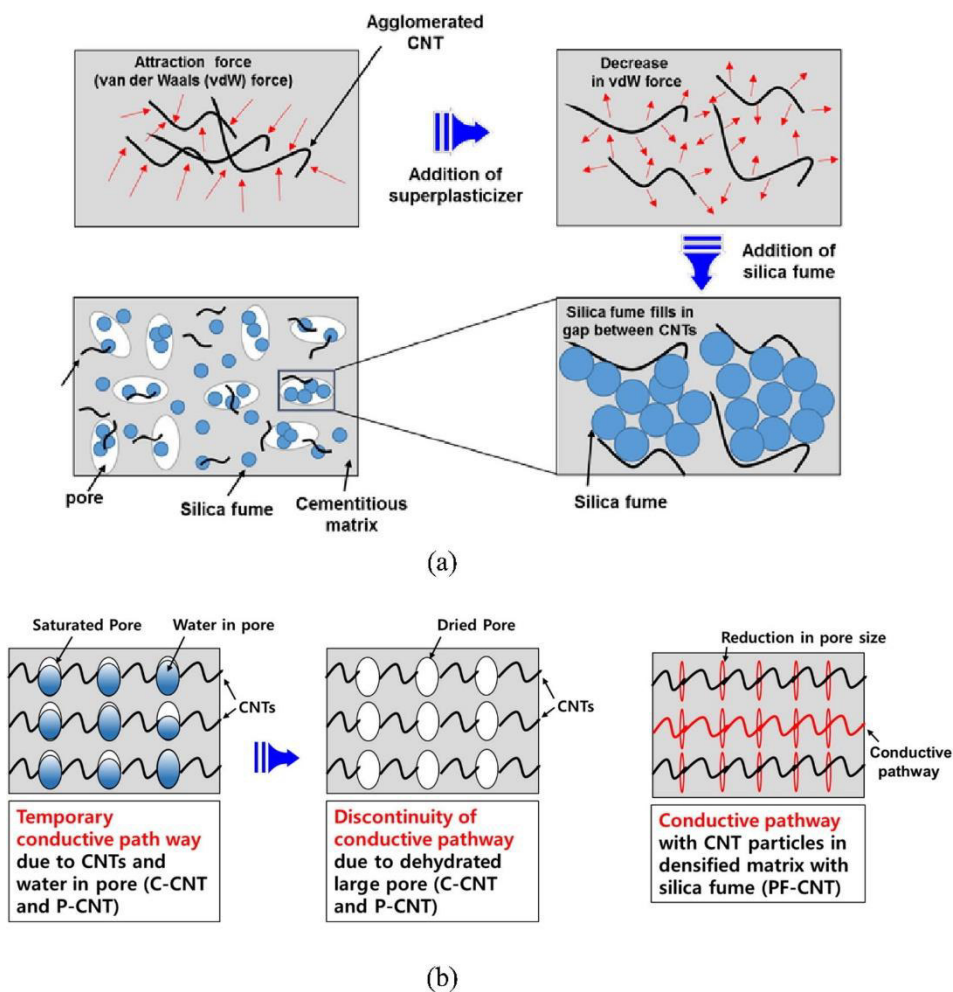 Agglomerated
CNT
Attraction force
(van der Waals (vdW) force)
Addition of
superplasticizer
Decrease
in vdW force
Addition of
silica fume
Silica fume fills in
gap between CNTs
Silica fume
pore
Silica fume
Cementitious
matrix
(a)
Saturated Pore
Water in pore
CNTs
Temporary
conductive path way
due to CNTs and
water in pore (C-CNT
and P-CNT)
Dried Pore
CNTs
Discontinuity of
conductive pathway
due to dehydrated
large pore (C-CNT
and P-CNT)
Reduction in pore size
Conductive
pathway
Conductive pathway
with CNT particles in
densified matrix with
silica fume (PF-CNT)
(b)